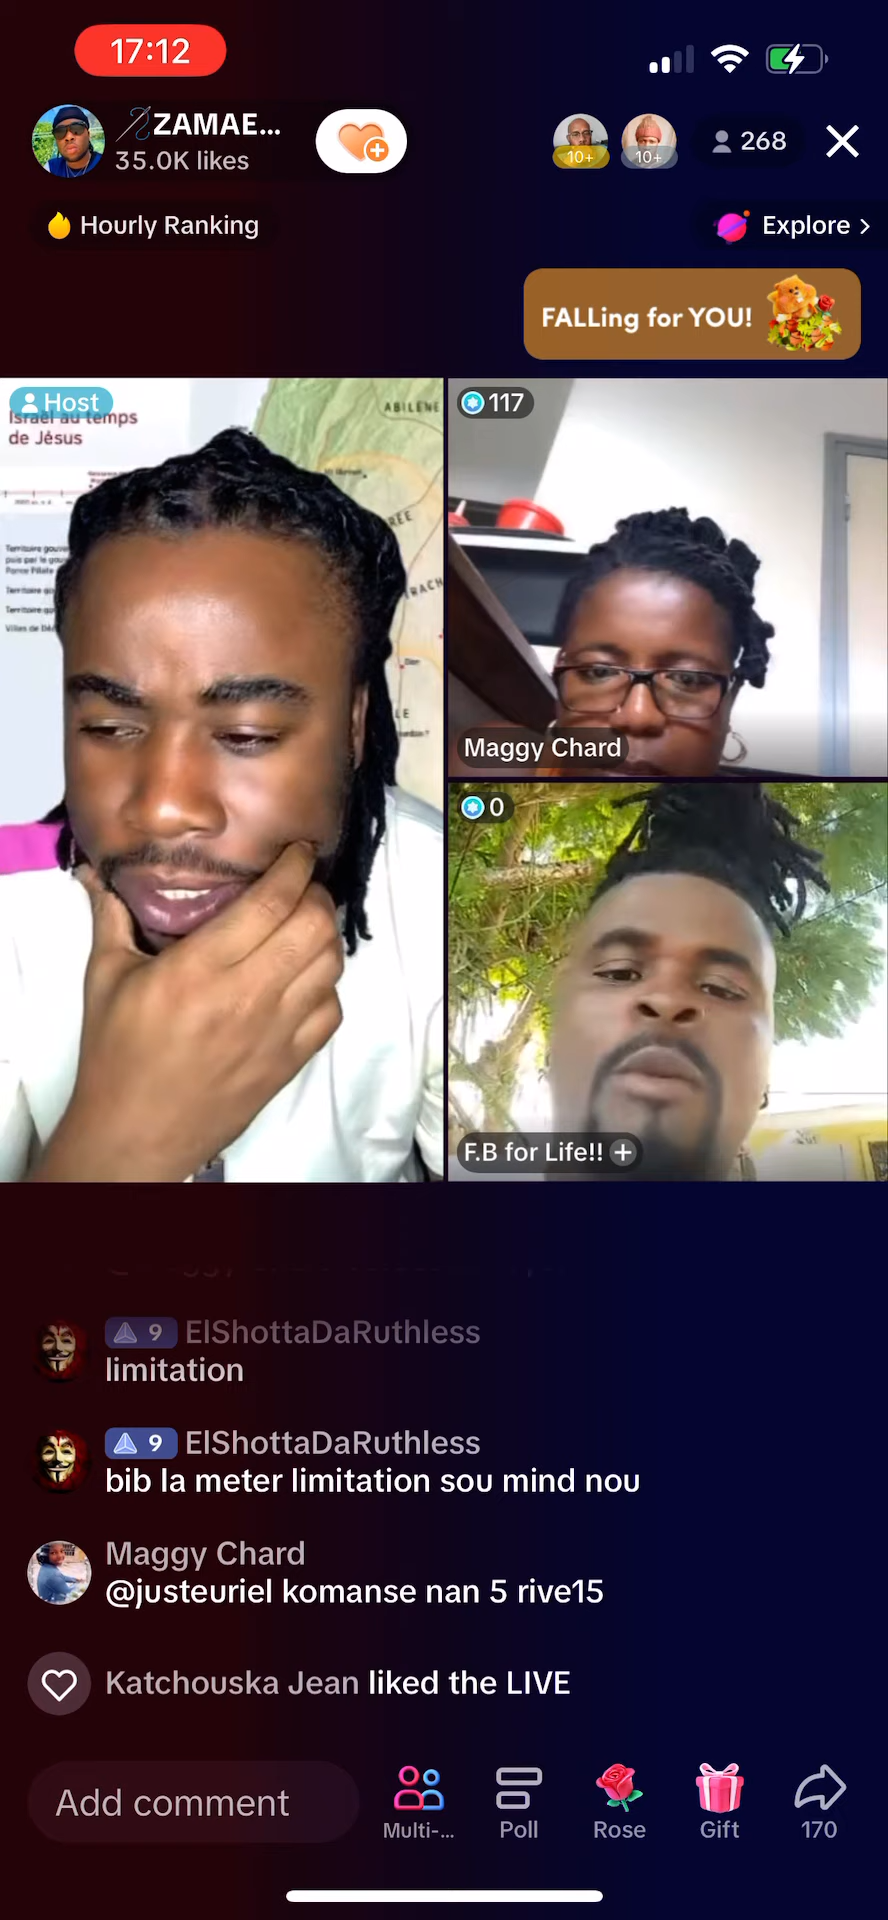 17:12
ZAMAE...
35.0K likes
10+
10+
268
Hourly Ranking
Explore >
FALLing for YOU!
Host
Israël au temps
de Jésus
ABILÈNE
117
Maggy Chard
0
F.B for Life!!
9 ElShottaDaRuthless
limitation
9 ElShottaDaRuthless
bib la meter limitation sou mind nou
Maggy Chard
@justeuriel komanse nan 5 rive15
Katchouska Jean liked the LIVE
Add comment
Multi-...
Poll
Rose
Gift
170